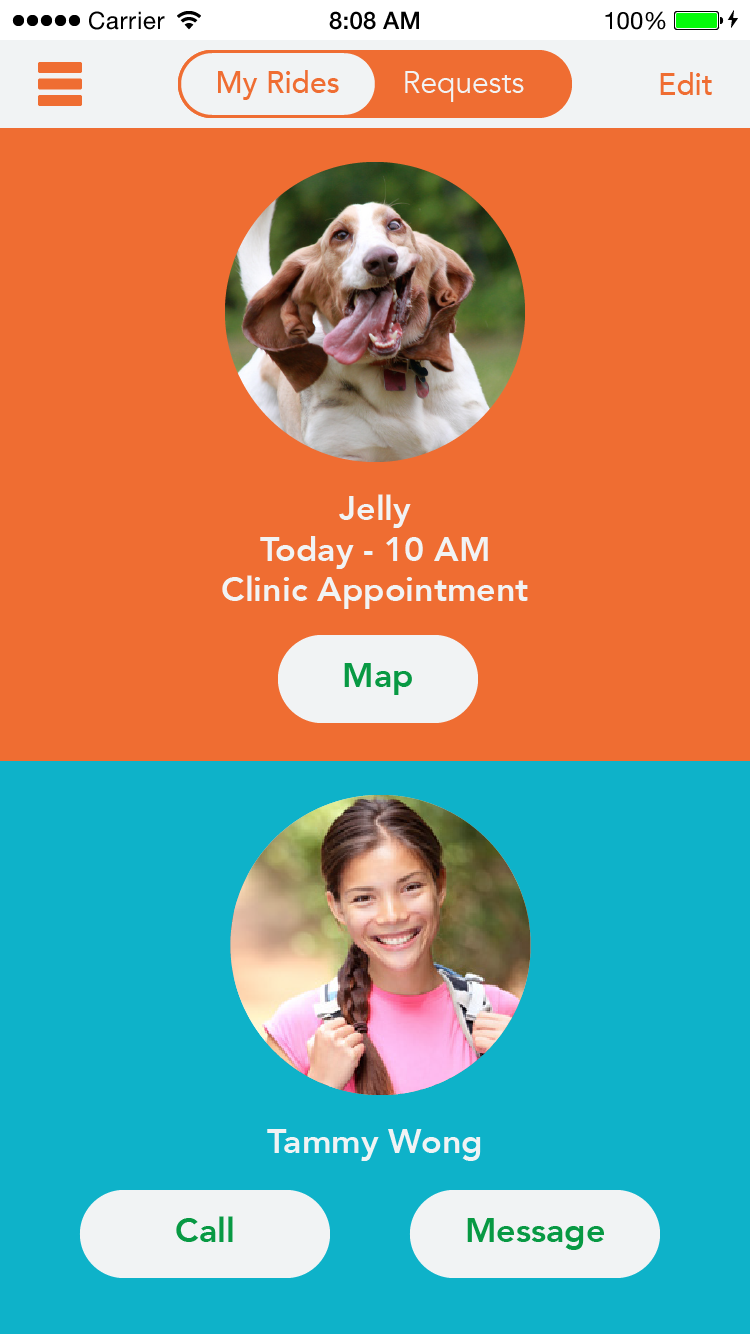 Carrier 8:08 AM 100%
My Rides Requests Edit
Jelly
Today - 10 AM
Clinic Appointment
Map
Tammy Wong
Call Message